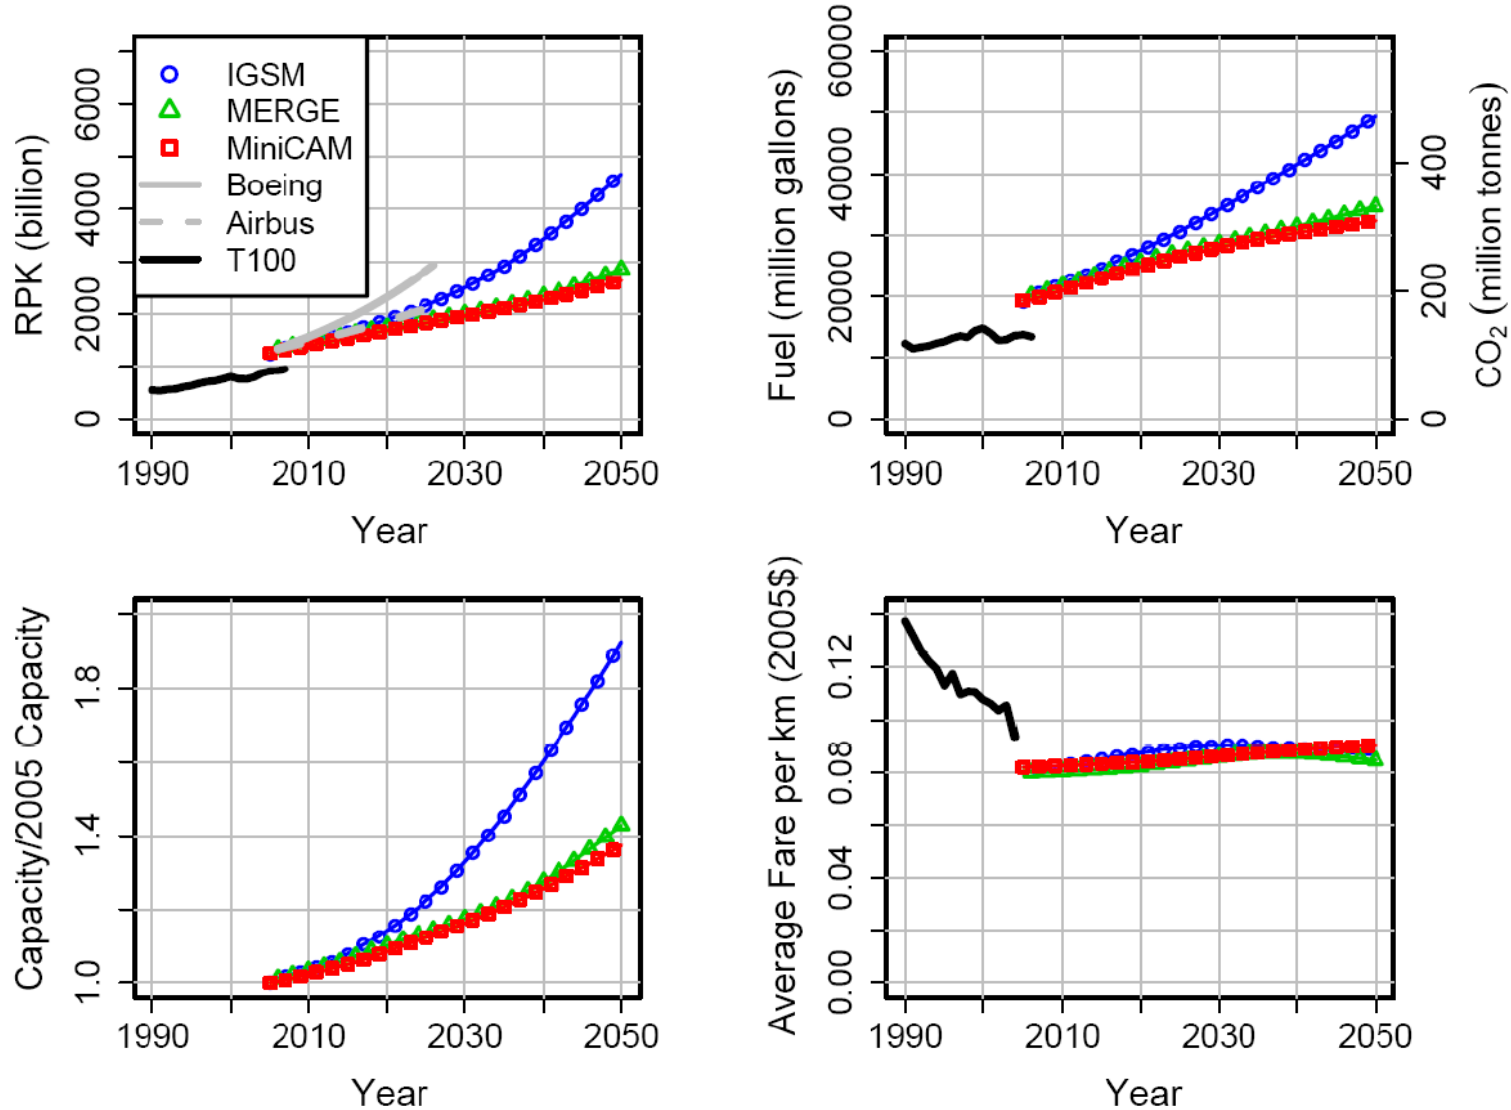 RPK (billion)
6000
4000
2000
0
IGSM
MERGE
MiniCAM
Boeing
Airbus
T100
1990 2010 2030 2050
Year
Fuel (million gallons)
60000
40000
20000
0
400
200
0
CO2 (million tonnes)
1990 2010 2030 2050
Year
Capacity/2005 Capacity
1.8
1.4
1.0
1990 2010 2030 2050
Year
Average Fare per km (2005$)
0.12
0.08
0.04
0.00
1990 2010 2030 2050
Year